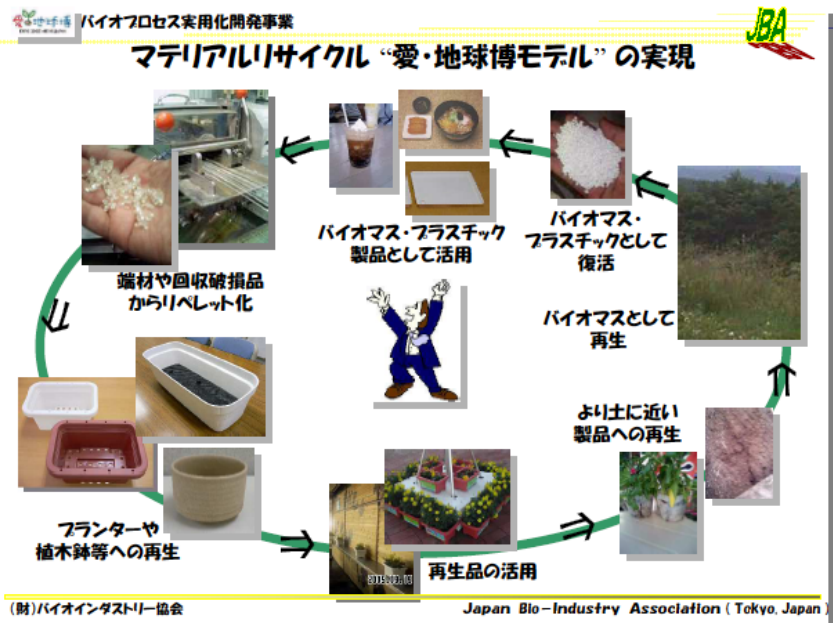 愛・地球博
バイオプロセス実用化開発事業
JBA
マテリアルリサイクル “愛・地球博モデル” の実現
バイオマス・プラスチック
製品として活用
バイオマス・
プラスチックとして
復活
端材や回収破損品
からリペレット化
バイオマスとして
再生
より土に近い
製品への再生
プランターや
植木鉢等への再生
再生品の活用
(財)バイオインダストリー協会
Japan Bio-Industry Association ( Tokyo, Japan )